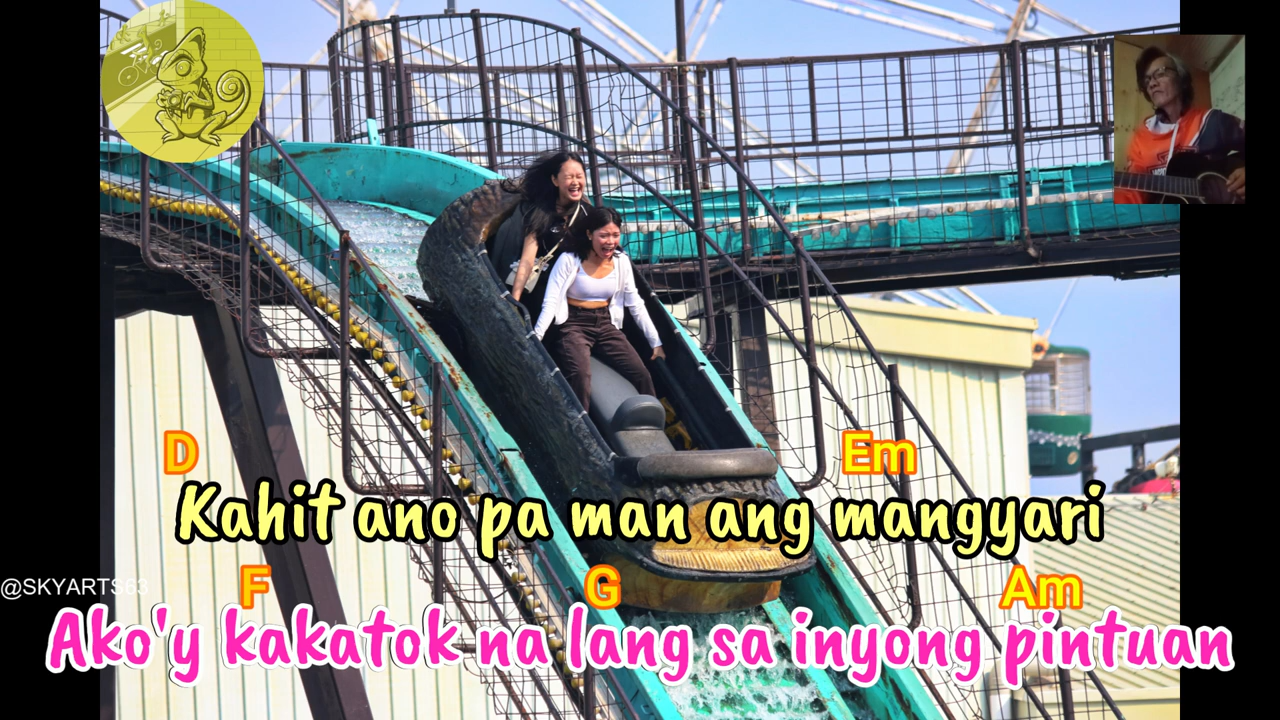 D Em
Kahit ano pa man ang mangyari
@SKYARTS63
F G Am
Ako'y kakatok na lang sa inyong pintuan